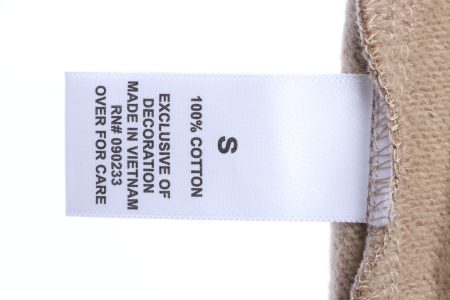 S
100% COTTON
EXCLUSIVE OF
DECORATION
MADE IN VIETNAM
RN# 090233
OVER FOR CARE